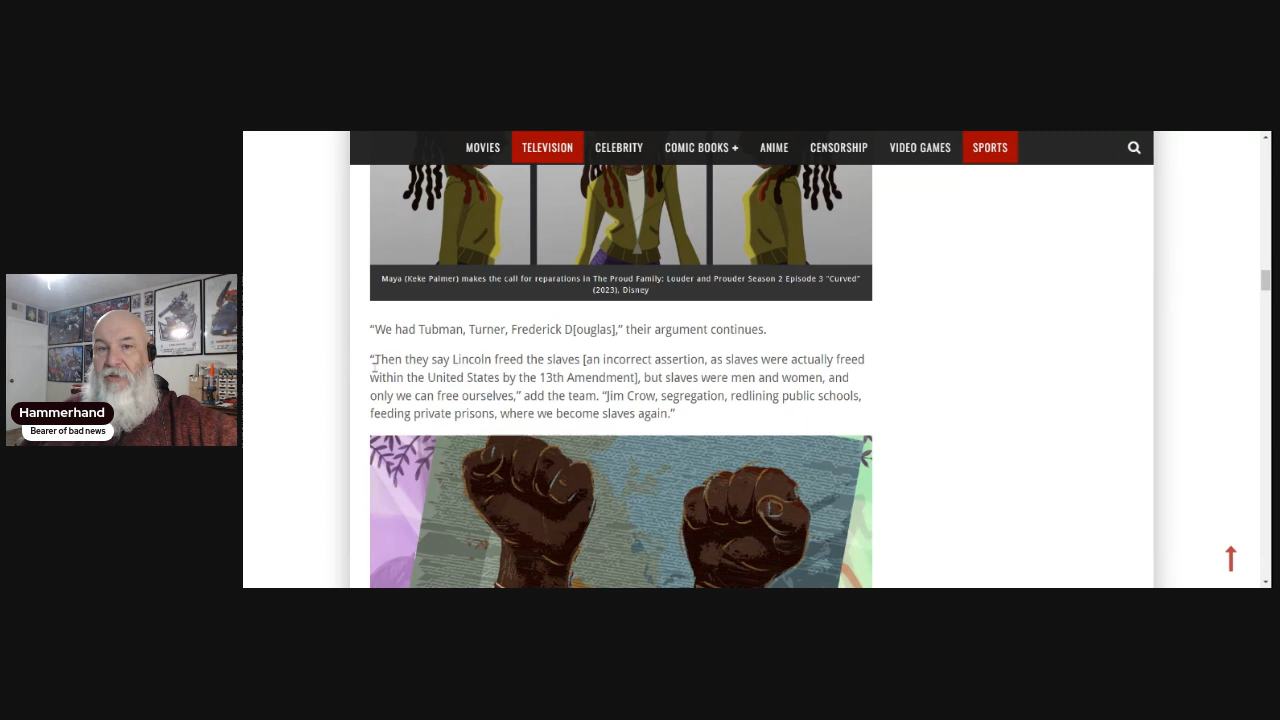 MOVIES TELEVISION CELEBRITY COMIC BOOKS + ANIME CENSORSHIP VIDEO GAMES SPORTS
Maya (Keke Palmer) makes the call for reparations in The Proud Family: Louder and Prouder Season 2 Episode 3 "Curved"
(2023), Disney
“We had Tubman, Turner, Frederick D[ouglas],” their argument continues.
“Then they say Lincoln freed the slaves [an incorrect assertion, as slaves were actually freed
within the United States by the 13th Amendment], but slaves were men and women, and
only we can free ourselves,” add the team. “Jim Crow, segregation, redlining public schools,
feeding private prisons, where we become slaves again.”
Hammerhand
Bearer of bad news